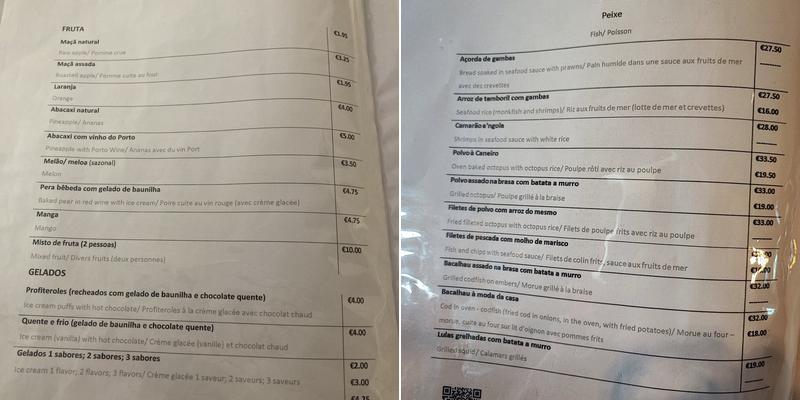 FRUTA
Maçã natural €1.95
Raw apple/ Pomme crue
Maçã assada €3.25
Roasted apple/ Pomme cuite au four
Laranja €1.95
Orange
Abacaxi natural €4.00
Pineapple/ Ananas
Abacaxi com vinho do Porto €5.00
Pineapple with Porto Wine/ Ananas avec du vin Port
Melão/ meloa (sazonal) €3.50
Melon
Pera bêbeda com gelado de baunilha €4.75
Baked pear in red wine with ice cream/ Poire cuite au vin rouge (avec crème glacée)
Manga €4.75
Mango
Misto de fruta (2 pessoas) €10.00
Mixed fruit/ Divers fruits (deux personnes)
GELADOS
Profiteroles (recheados com gelado de baunilha e chocolate quente) €4.00
Ice cream puffs with hot chocolate/ Profiteroles à la crème glacée avec chocolat chaud
Quente e frio (gelado de baunilha e chocolate quente) €4.00
Ice cream (vanilla) with hot chocolate/ Crème glacée (vanille) et chocolat chaud
Gelados 1 sabores; 2 sabores; 3 sabores €2.00
Ice cream 1 flavor; 2 flavors; 3 flavors/ Crème glacée 1 saveur; 2 saveurs; 3 saveurs €3.00
€4.25
Peixe
Fish/ Poisson
Açorda de gambas €27.50
Bread soaked in seafood sauce with prawns/ Pain humide dans une sauce aux fruits de mer
avec des crevettes
Arroz de tamboril com gambas €27.50
Seafood rice (monkfish and shrimps)/ Riz aux fruits de mer (lotte de mer et crevettes) €16.00
Camarão e'ngola €28.00
Shrimps in seafood sauce with white rice
Polvo à Caneiro €33.50
Oven baked octopus with octopus rice/ Poulpe rôti avec riz au poulpe €19.50
Polvo assado na brasa com batata a murro €33.00
Grilled octopus/ Poulpe grillé à la braise €19.00
Filetes de polvo com arroz do mesmo €33.00
Fried filleted octopus with octopus rice/ Filets de poulpe frits avec riz au poulpe
Filetes de pescada com molho de marisco
Fish and chips with seafood sauce/ Filets de colin frits, sauce aux fruits de mer
Bacalhau assado na brasa com batata a murro €32.00
Grilled codfish on embers/ Morue grillé à la braise
Bacalhau à moda da casa €32.00
Cod in oven - codfish (fried cod in onions, in the oven, with fried potatoes)/ Morue au four – €18.00
morue, cuite au four sur lit d'oignon avec pommes frits
Lulas grelhadas com batata a murro €19.00
Grilled squid/ Calamars grillés